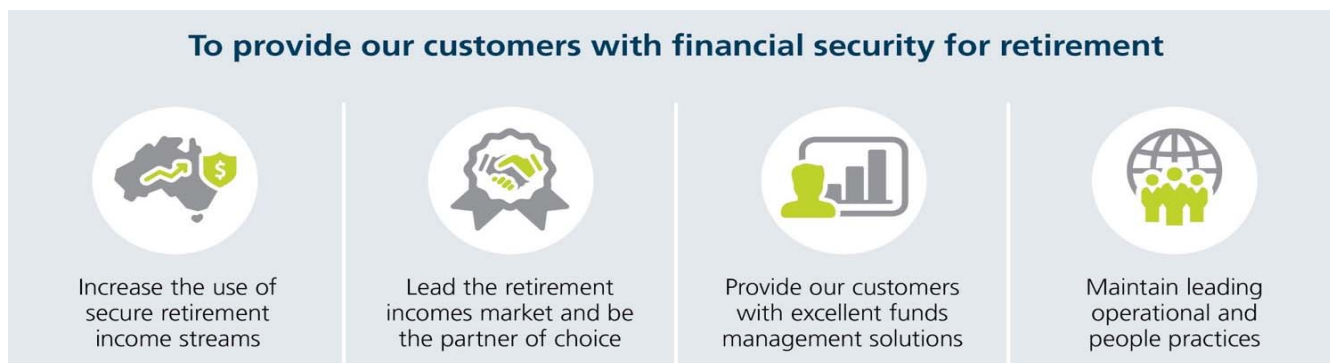 To provide our customers with financial security for retirement
$
Increase the use of
secure retirement
income streams
Lead the retirement
incomes market and be
the partner of choice
Provide our customers
with excellent funds
management solutions
Maintain leading
operational and
people practices